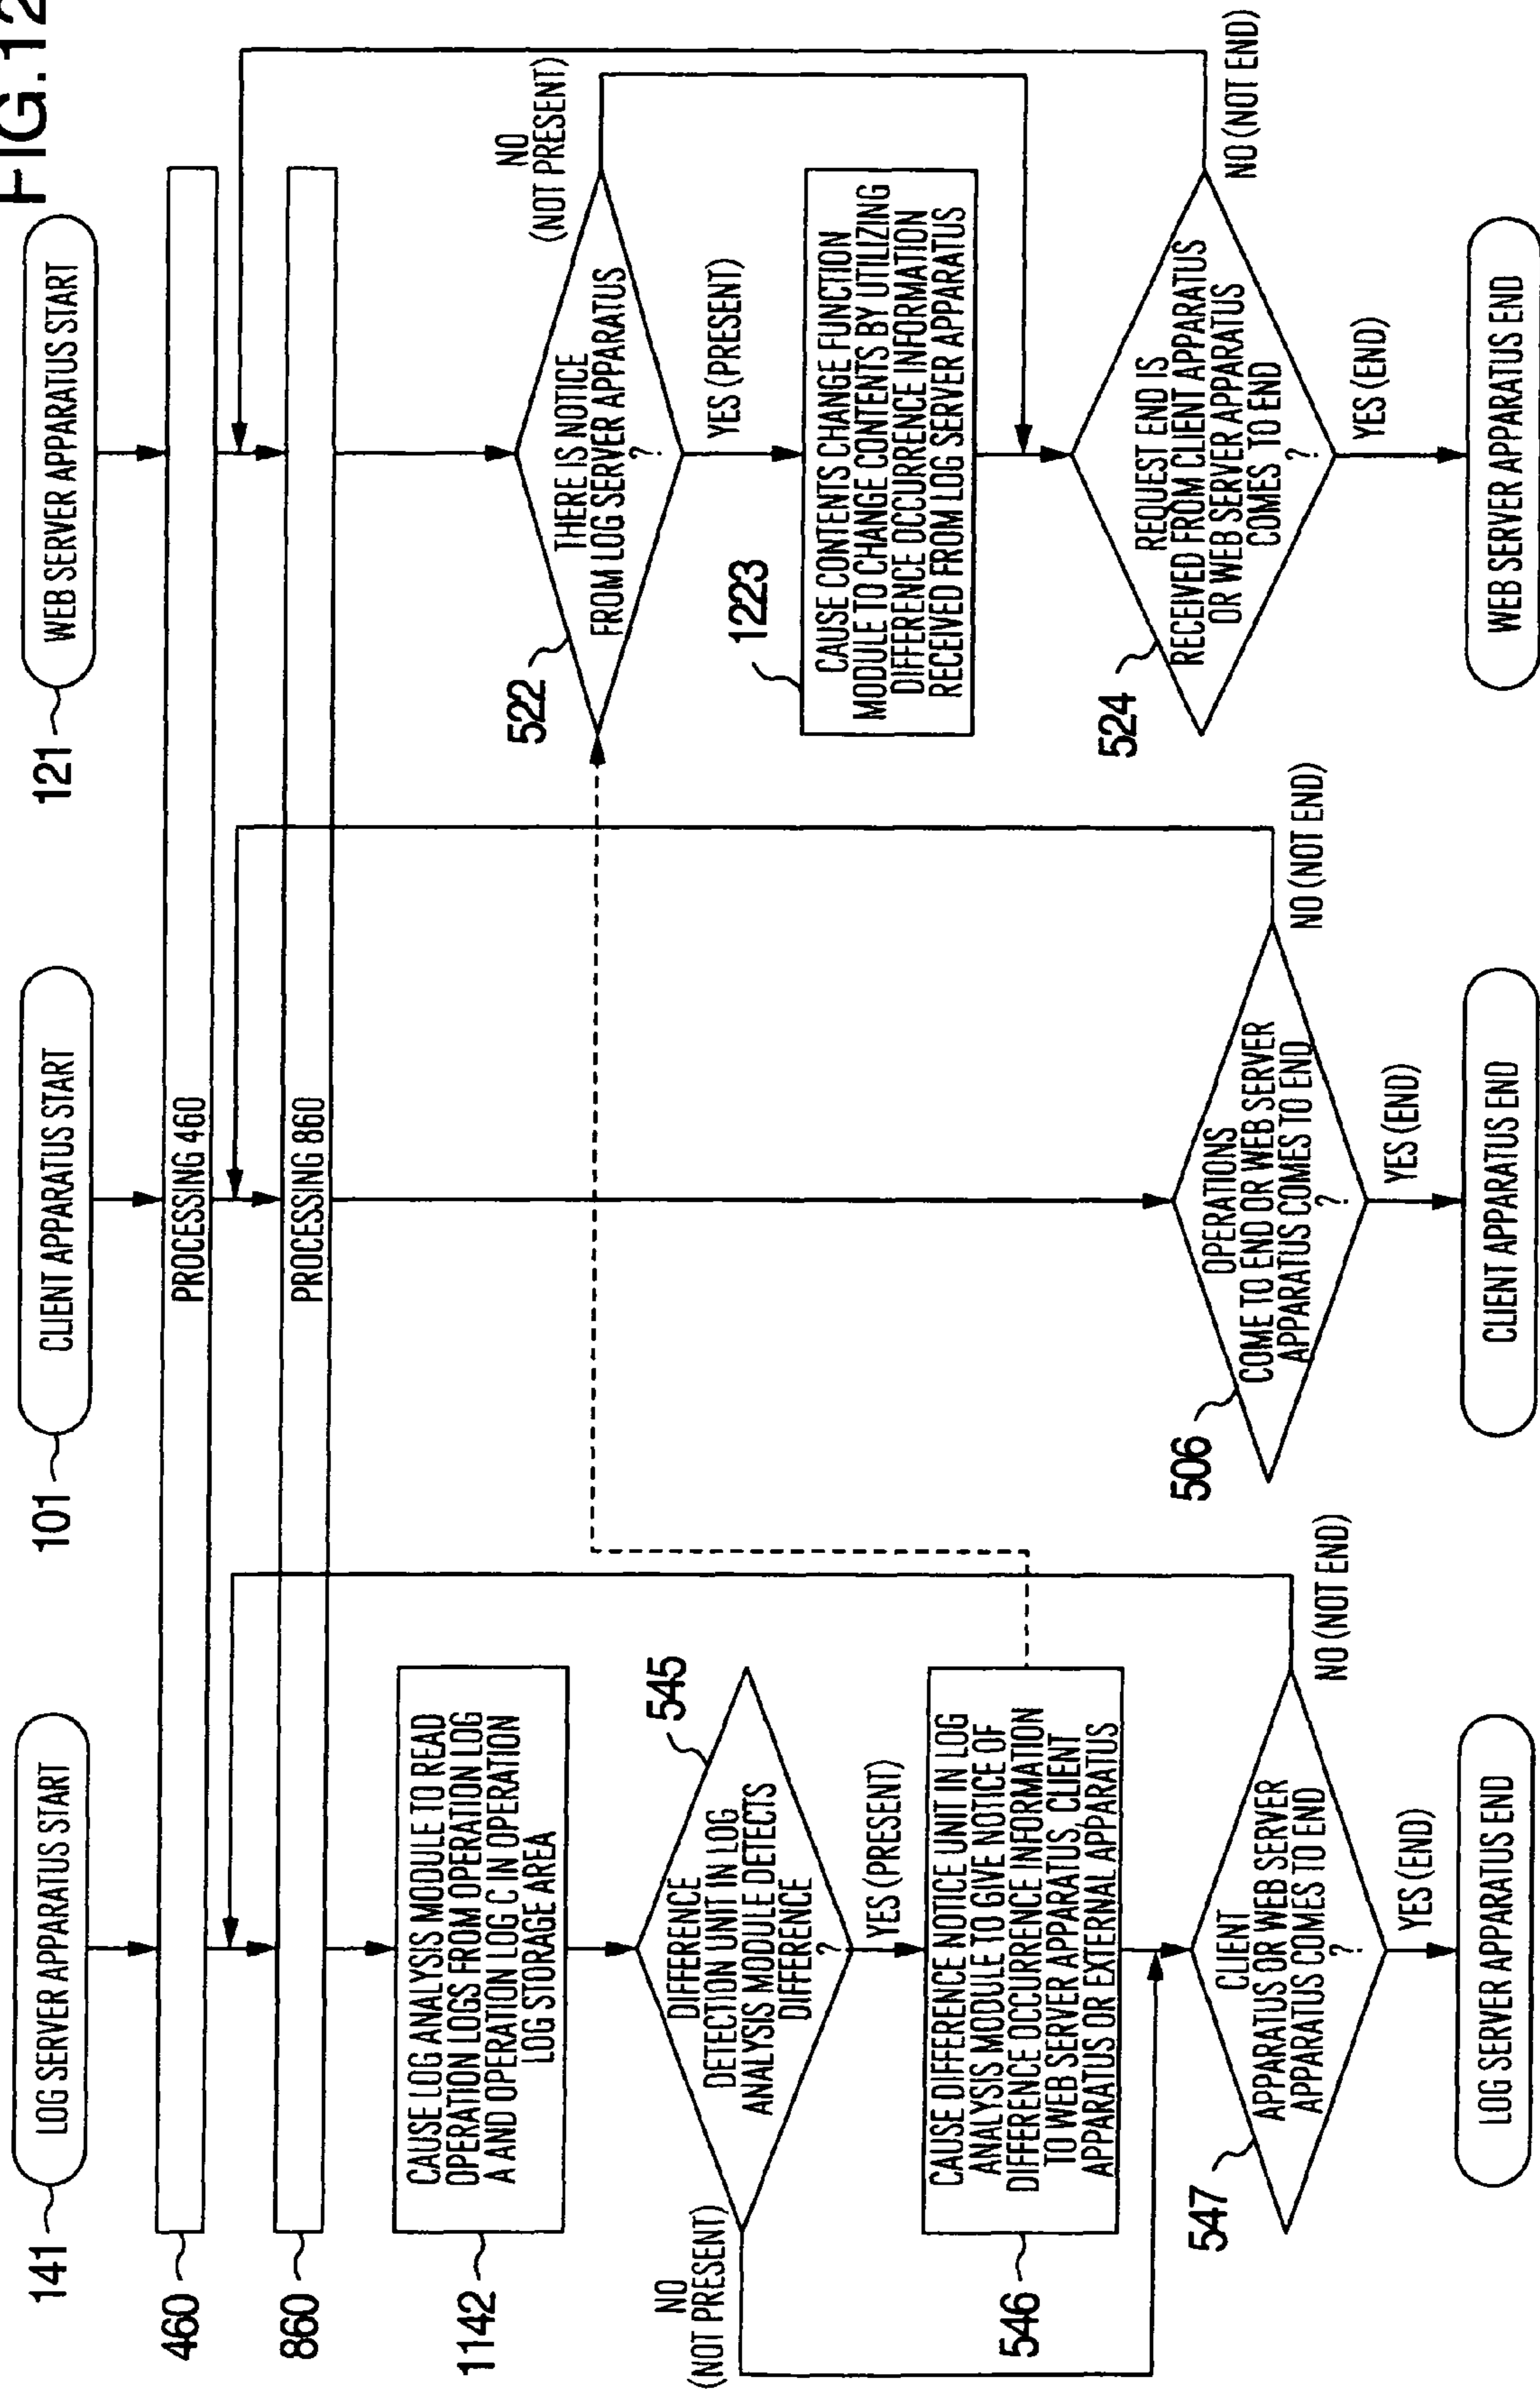 FIG.12
141
LOG SERVER APPARATUS START
101
CLIENT APPARATUS START
121
WEB SERVER APPARATUS START
460
PROCESSING 460
860
PROCESSING 860
1142
CAUSE LOG ANALYSIS MODULE TO READ
OPERATION LOGS FROM OPERATION LOG
A AND OPERATION LOG C IN OPERATION
LOG STORAGE AREA
545
DIFFERENCE
DETECTION UNIT IN LOG
ANALYSIS MODULE DETECTS
DIFFERENCE
?
NO
(NOT PRESENT)
YES (PRESENT)
546
CAUSE DIFFERENCE NOTICE UNIT IN LOG
ANALYSIS MODULE TO GIVE NOTICE OF
DIFFERENCE OCCURRENCE INFORMATION
TO WEB SERVER APPARATUS, CLIENT
APPARATUS OR EXTERNAL APPARATUS
547
CLIENT
APPARATUS OR WEB SERVER
APPARATUS COMES TO END
?
NO (NOT END)
YES (END)
LOG SERVER APPARATUS END
506
OPERATIONS
COME TO END OR WEB SERVER
APPARATUS COMES TO END
?
NO (NOT END)
YES (END)
CLIENT APPARATUS END
522
THERE IS NOTICE
FROM LOG SERVER APPARATUS
?
NO
(NOT PRESENT)
YES (PRESENT)
1223
CAUSE CONTENTS CHANGE FUNCTION
MODULE TO CHANGE CONTENTS BY UTILIZING
DIFFERENCE OCCURRENCE INFORMATION
RECEIVED FROM LOG SERVER APPARATUS
524
REQUEST END IS
RECEIVED FROM CLIENT APPARATUS
OR WEB SERVER APPARATUS
COMES TO END
?
NO (NOT END)
YES (END)
WEB SERVER APPARATUS END